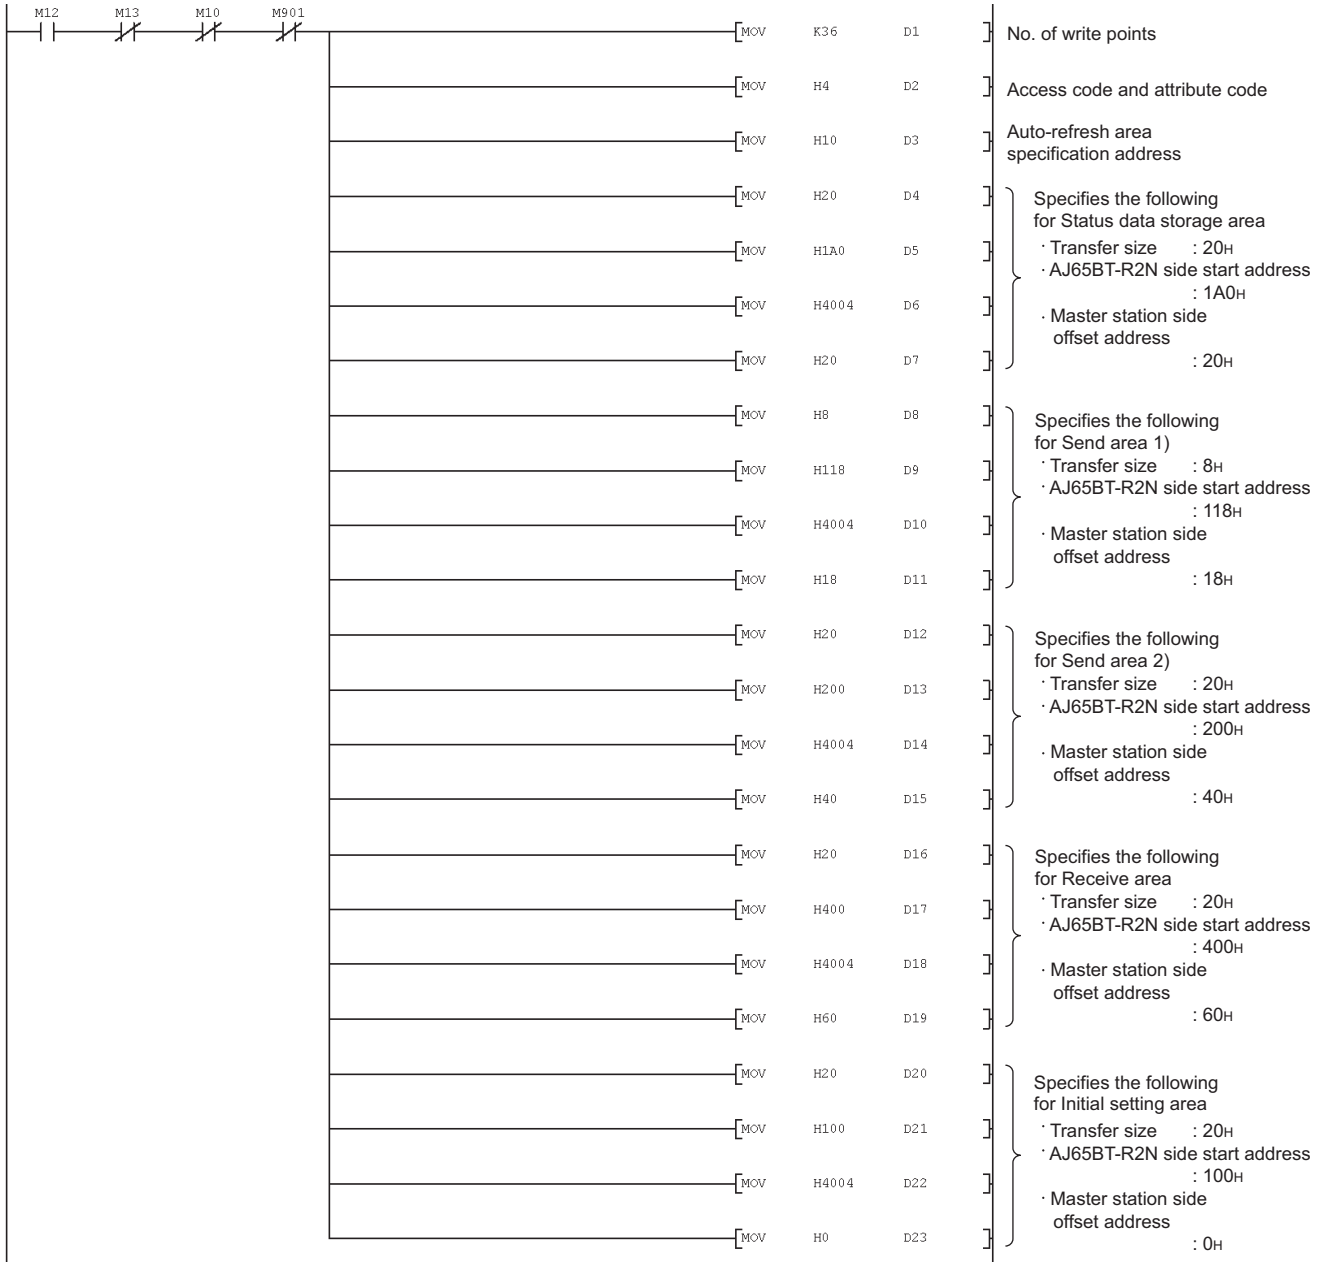 M12 M13 M10 M901
MOV K36 D1 No. of write points
MOV H4 D2 Access code and attribute code
Auto-refresh area
MOV H10 D3
specification address
MOV H20 D4 Specifies the following
for Status data storage area
· Transfer size : 20H
MOV H1A0 D5
· AJ65BT-R2N side start address
: 1A0H
MOV H4004 D6
· Master station side
offset address
MOV H20 D7 : 20H
MOV H8 D8 Specifies the following
for Send area 1)
· Transfer size : 8H
MOV H118 D9
· AJ65BT-R2N side start address
: 118H
MOV H4004 D10
· Master station side
offset address
MOV H18 D11 : 18H
MOV H20 D12 Specifies the following
for Send area 2)
· Transfer size : 20H
MOV H200 D13
· AJ65BT-R2N side start address
: 200H
MOV H4004 D14
· Master station side
offset address
MOV H40 D15 : 40H
MOV H20 D16 Specifies the following
for Receive area
· Transfer size : 20H
MOV H400 D17
· AJ65BT-R2N side start address
: 400H
MOV H4004 D18
· Master station side
offset address
MOV H60 D19 : 60H
MOV H20 D20 Specifies the following
for Initial setting area
· Transfer size : 20H
MOV H100 D21
· AJ65BT-R2N side start address
: 100H
MOV H4004 D22
· Master station side
offset address
MOV H0 D23 : 0H